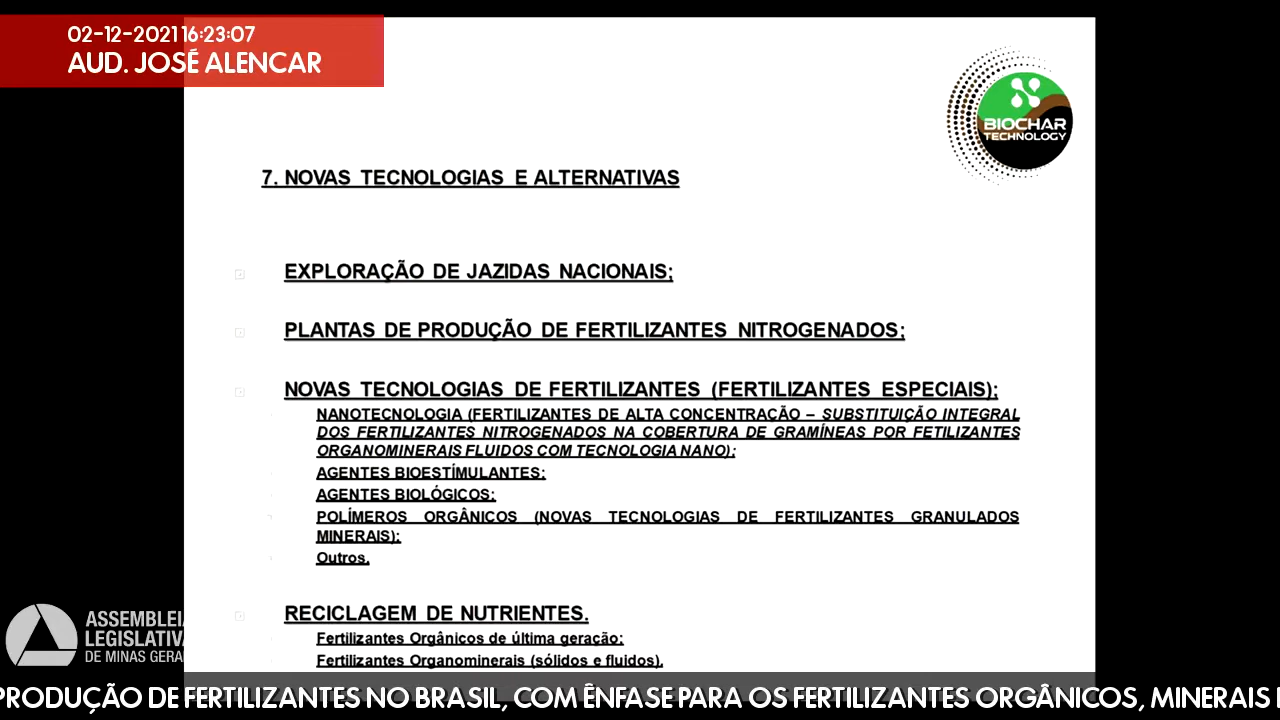 02-12-2021 16:23:07
AUD. JOSÉ ALENCAR
BIOCHAR
TECHNOLOGY
7. NOVAS TECNOLOGIAS E ALTERNATIVAS
EXPLORAÇÃO DE JAZIDAS NACIONAIS;
PLANTAS DE PRODUÇÃO DE FERTILIZANTES NITROGENADOS;
NOVAS TECNOLOGIAS DE FERTILIZANTES (FERTILIZANTES ESPECIAIS);
NANOTECNOLOGIA (FERTILIZANTES DE ALTA CONCENTRAÇÃO – SUBSTITUIÇÃO INTEGRAL
DOS FERTILIZANTES NITROGENADOS NA COBERTURA DE GRAMÍNEAS POR FETILIZANTES
ORGANOMINERAIS FLUIDOS COM TECNOLOGIA NANO);
AGENTES BIOESTÍMULANTES;
AGENTES BIOLÓGICOS;
POLÍMEROS ORGÂNICOS (NOVAS TECNOLOGIAS DE FERTILIZANTES GRANULADOS
MINERAIS);
Outros.
RECICLAGEM DE NUTRIENTES.
Fertilizantes Orgânicos de última geração;
Fertilizantes Organominerais (sólidos e fluidos).
ASSEMBLEIA
LEGISLATIVA
DE MINAS GERA
PRODUÇÃO DE FERTILIZANTES NO BRASIL, COM ÊNFASE PARA OS FERTILIZANTES ORGÂNICOS, MINERAIS